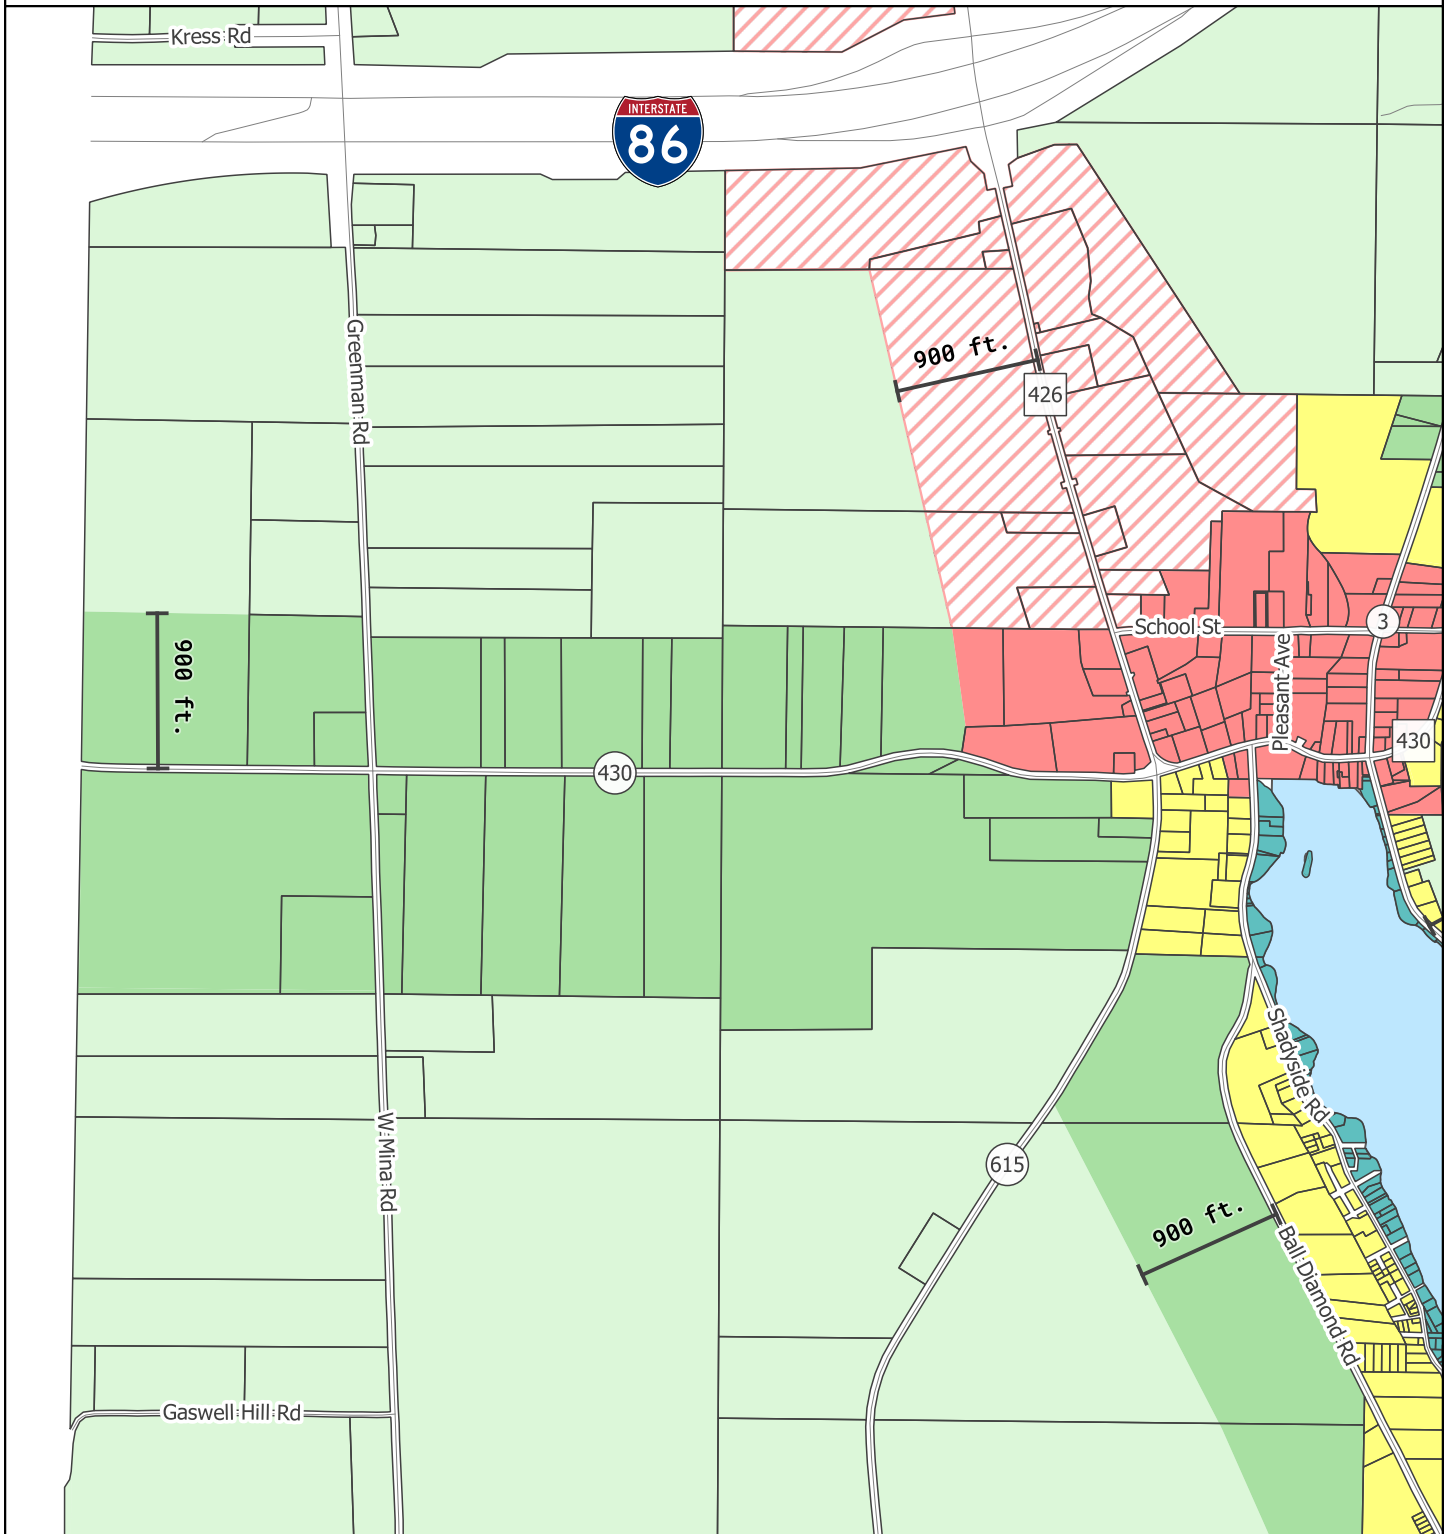 Kress Rd
INTERSTATE
86
Greenman Rd
900 ft.
426
900 ft.
School St
3
Pleasant Ave
430
430
Shadyside Rd
W Mina Rd
615
900 ft.
Ball Diamond Rd
Gaswell Hill Rd